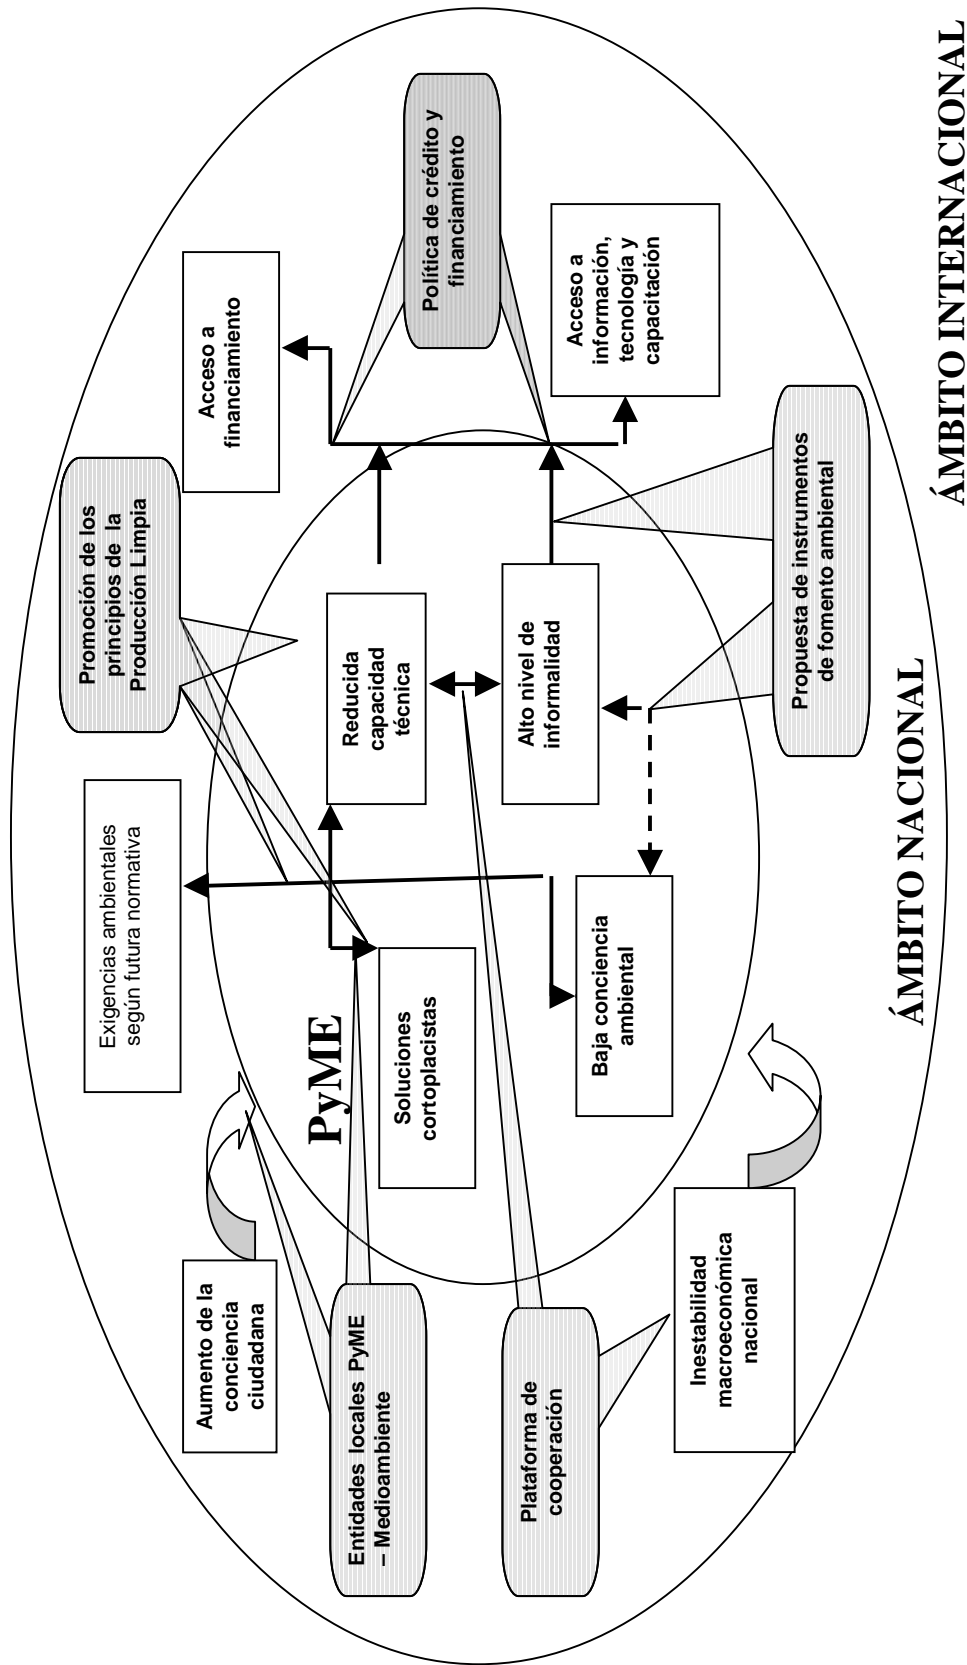 Promoción de los
principios de la
Producción Limpia
Exigencias ambientales
según futura normativa
Aumento de la
conciencia
ciudadana
Acceso a
financiamiento
PyME
Entidades locales PyME
– Medioambiente
Reducida
capacidad
técnica
Soluciones
cortoplacistas
Política de crédito y
financiamiento
Plataforma de
cooperación
Alto nivel de
informalidad
Acceso a
información,
tecnología y
capacitación
Baja conciencia
ambiental
Inestabilidad
macroeconómica
nacional
Propuesta de instrumentos
de fomento ambiental
ÁMBITO NACIONAL
ÁMBITO INTERNACIONAL